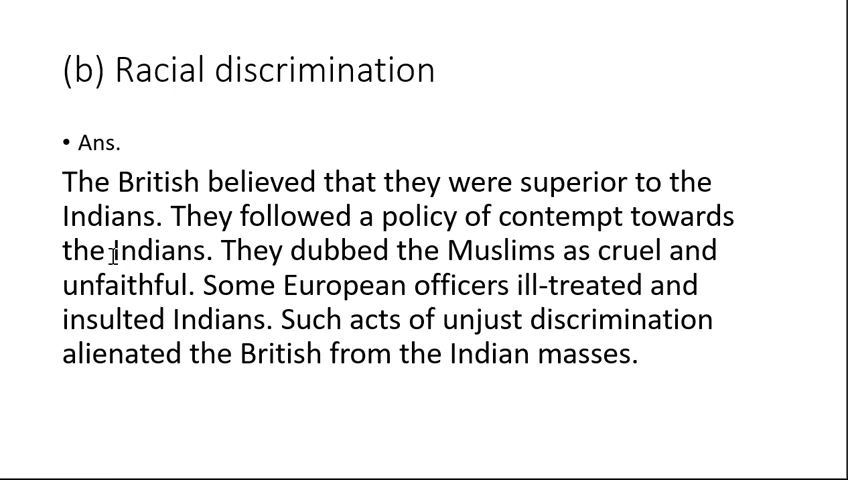 (b) Racial discrimination
• Ans.
The British believed that they were superior to the
Indians. They followed a policy of contempt towards
the Indians. They dubbed the Muslims as cruel and
unfaithful. Some European officers ill-treated and
insulted Indians. Such acts of unjust discrimination
alienated the British from the Indian masses.